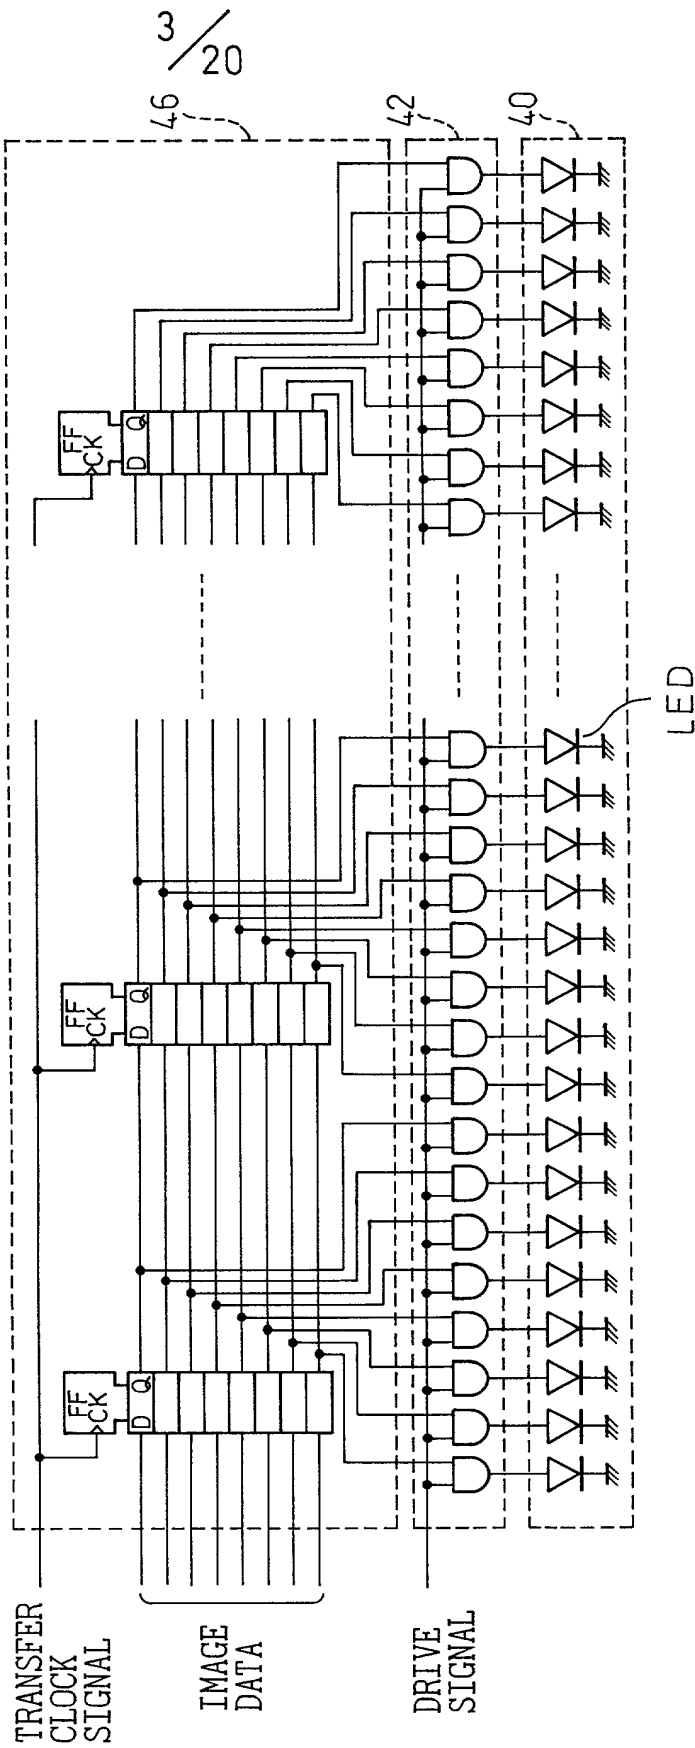 3/20
46
42
40
FF
CK
D Q
FF
CK
D Q
FF
CK
D Q
LED
TRANSFER
CLOCK
SIGNAL
IMAGE
DATA
DRIVE
SIGNAL